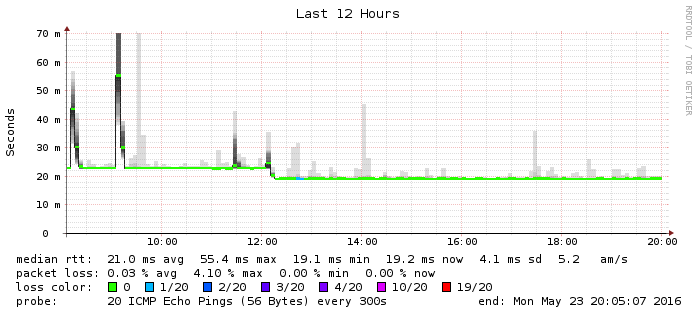 Last 12 Hours
RRDTOOL / TOBI OETIKER
Seconds
70 m
60 m
50 m
40 m
30 m
20 m
10 m
0
10:00 12:00 14:00 16:00 18:00 20:00
median rtt: 21.0 ms avg 55.4 ms max 19.1 ms min 19.2 ms now 4.1 ms sd 5.2 am/s
packet loss: 0.03 % avg 4.10 % max 0.00 % min 0.00 % now
loss color: 0 1/20 2/20 3/20 4/20 10/20 19/20
probe: 20 ICMP Echo Pings (56 Bytes) every 300s end: Mon May 23 20:05:07 2016